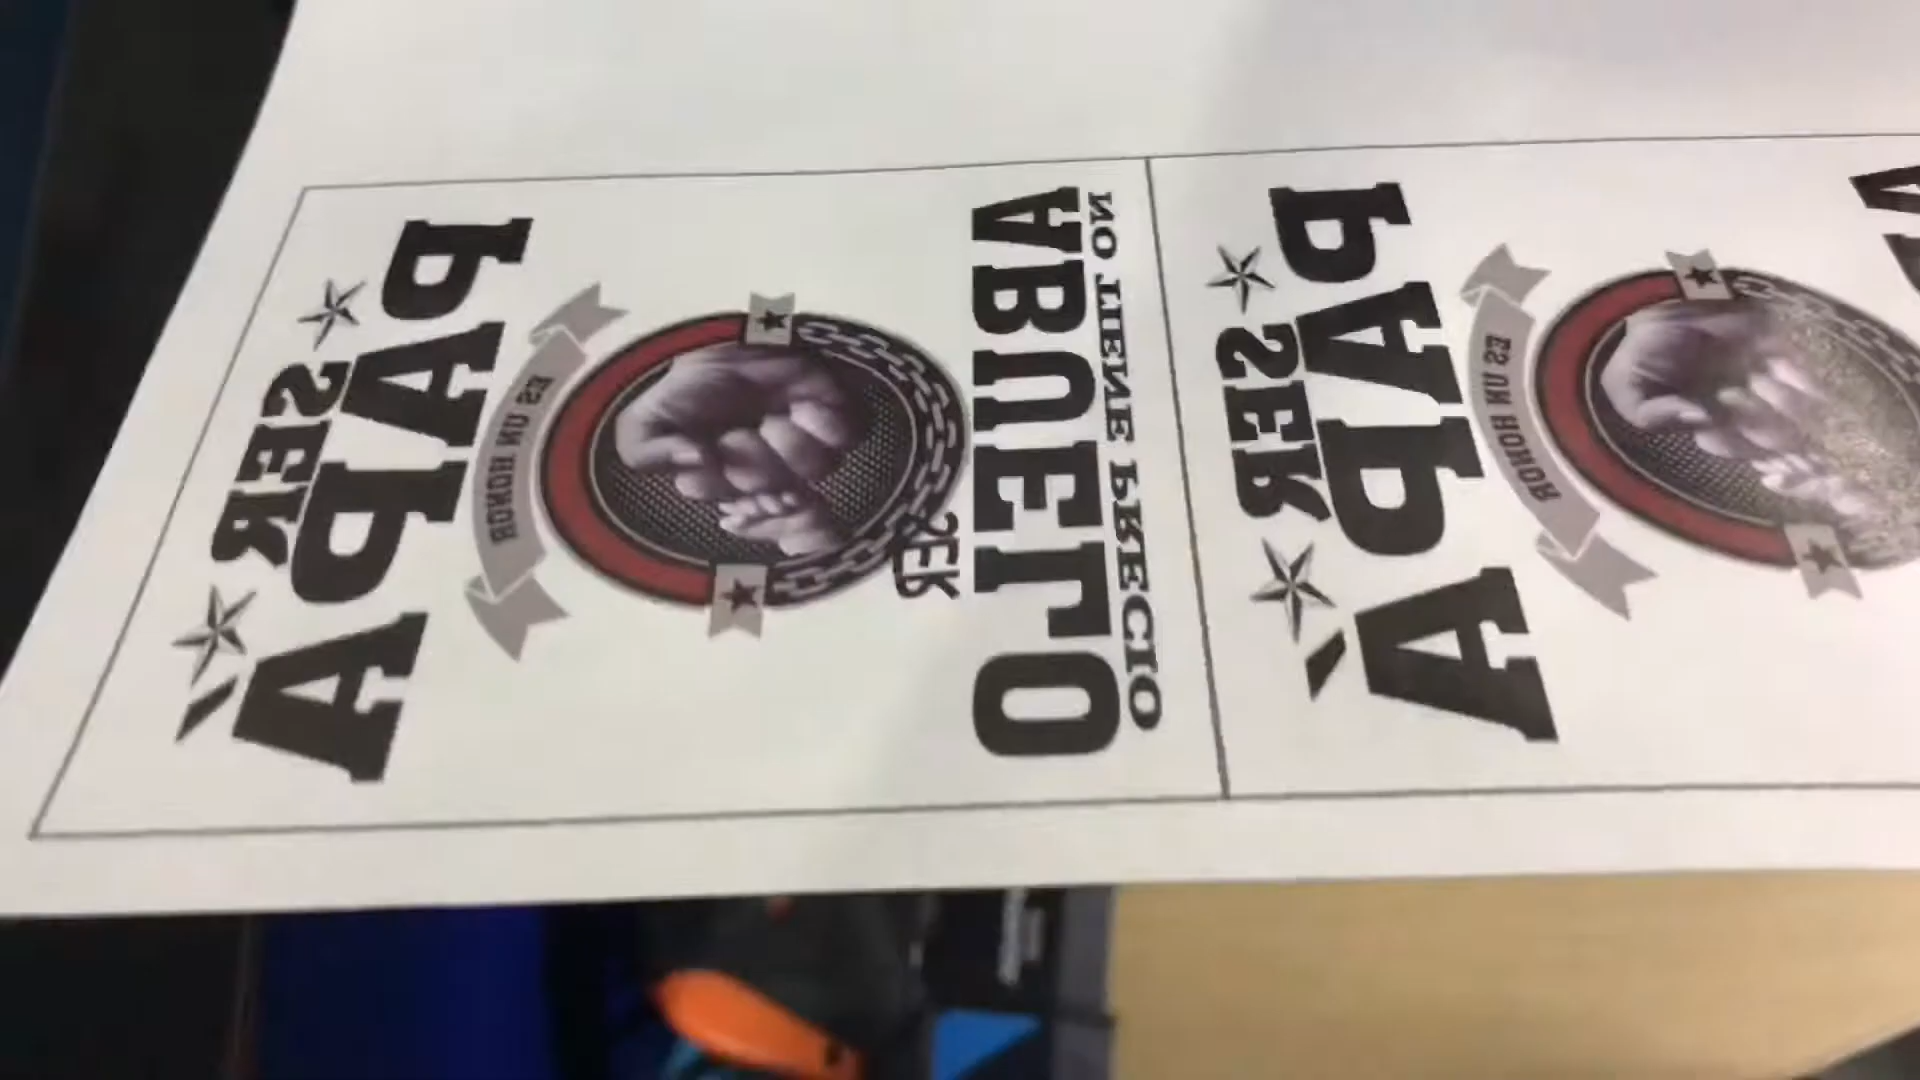 SER
PAPÁ
ES UN HONOR
SER
ABUELO
NO TIENE PRECIO
SER
PAPÁ
ES UN HONOR